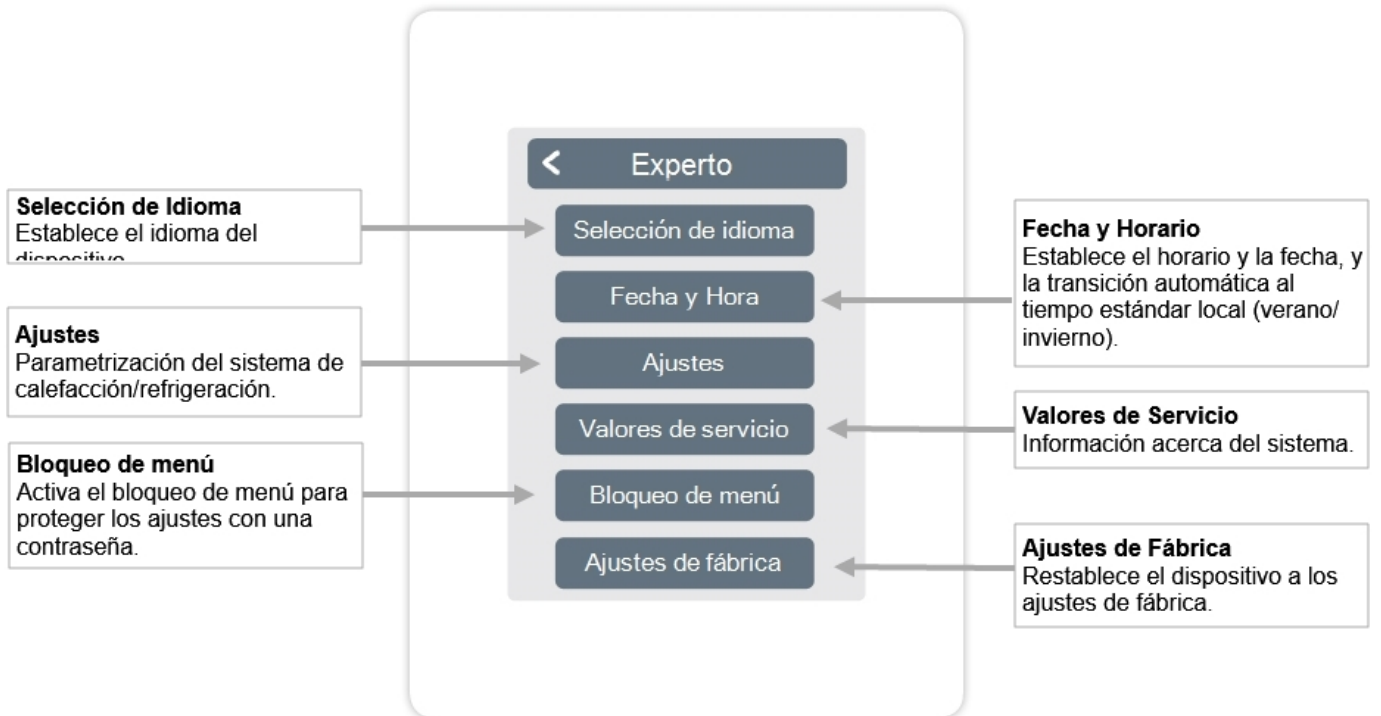 Experto
Selección de idioma
Fecha y Hora
Ajustes
Valores de servicio
Bloqueo de menú
Ajustes de fábrica
Selección de Idioma
Establece el idioma del
dispositivo
Ajustes
Parametrización del sistema de
calefacción/refrigeración.
Bloqueo de menú
Activa el bloqueo de menú para
proteger los ajustes con una
contraseña.
Fecha y Horario
Establece el horario y la fecha, y
la transición automática al
tiempo estándar local (verano/
invierno).
Valores de Servicio
Información acerca del sistema.
Ajustes de Fábrica
Restablece el dispositivo a los
ajustes de fábrica.